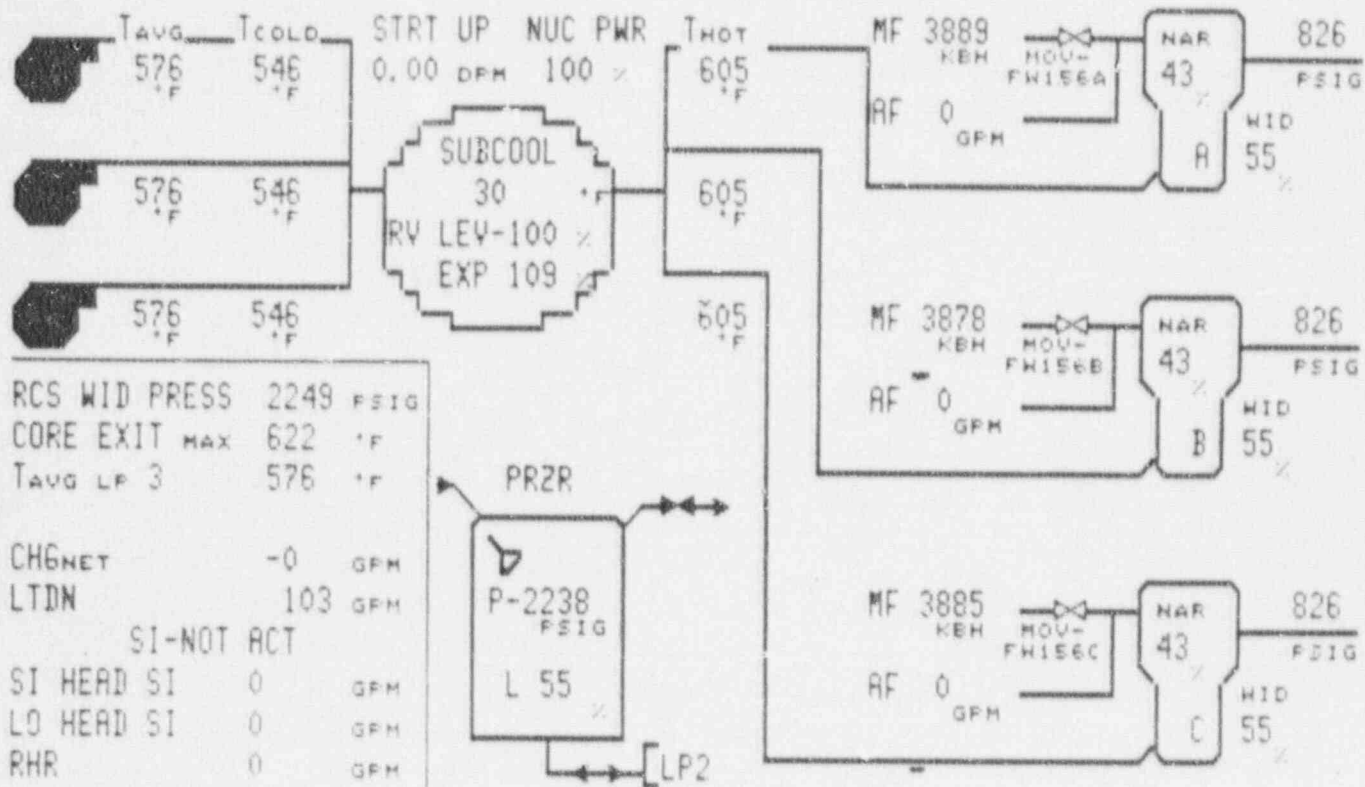 TAVG TCOLD STRT UP NUC PWR THOT
576 °F 546 °F 0.00 DPM 100 % 605 °F
SUBCOOL
576 °F 546 °F 30 °F 605 °F
RV LEV-100 %
EXP 109 %
576 °F 546 °F 605 °F
MF 3889 KBH MOV-FW156A NAR 43 % 826 PSIG
AF 0 GPM A WID 55 %
MF 3878 KBH MOV-FW156B NAR 43 % 826 PSIG
AF 0 GPM B WID 55 %
MF 3885 KBH MOV-FW156C NAR 43 % 826 PSIG
AF 0 GPM C WID 55 %
RCS WID PRESS 2249 PSIG
CORE EXIT MAX 622 °F
TAVG LP 3 576 °F
CHGNET -0 GPM
LTDN 103 GPM
SI-NOT ACT
SI HEAD SI 0 GPM
LO HEAD SI 0 GPM
RHR 0 GPM
PRZR
P-2238 PSIG
L 55 %
LP2